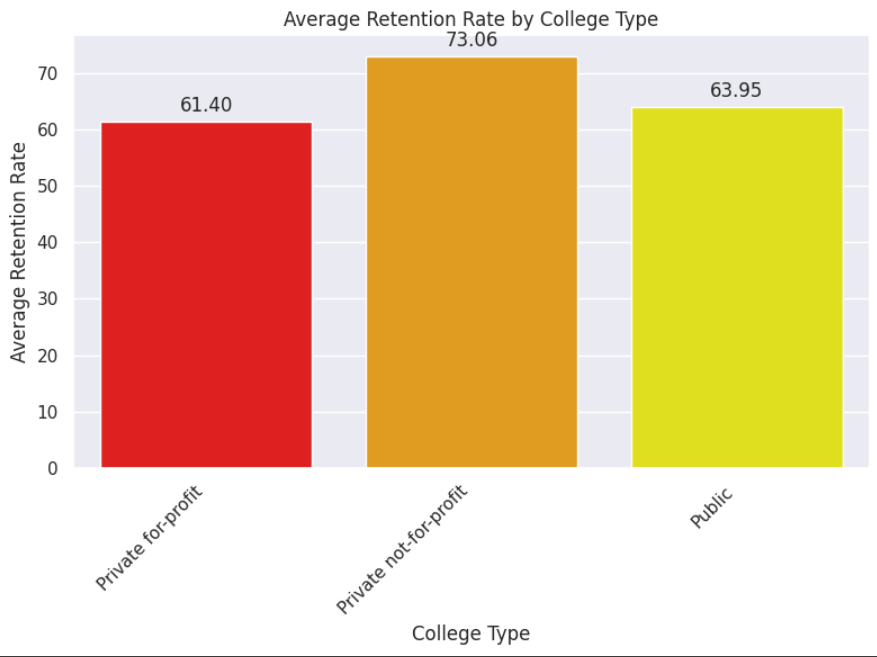 Average Retention Rate by College Type
73.06
61.40
63.95
Average Retention Rate
70
60
50
40
30
20
10
0
Private for-profit
Private not-for-profit
Public
College Type